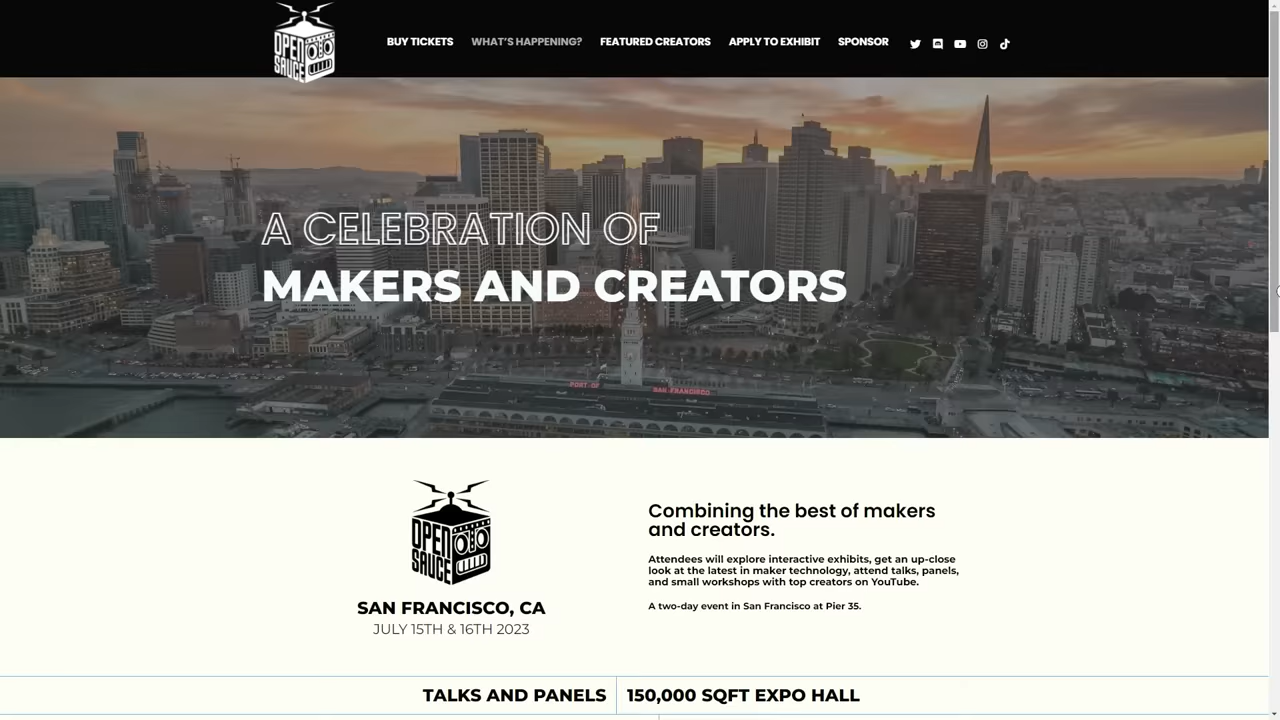 OPEN
SAUCE
BUY TICKETS
WHAT'S HAPPENING?
FEATURED CREATORS
APPLY TO EXHIBIT
SPONSOR
A CELEBRATION OF
MAKERS AND CREATORS
PORT OF SAN FRANCISCO
OPEN
SAUCE
SAN FRANCISCO, CA
JULY 15TH & 16TH 2023
Combining the best of makers
and creators.
Attendees will explore interactive exhibits, get an up-close
look at the latest in maker technology, attend talks, panels,
and small workshops with top creators on YouTube.
A two-day event in San Francisco at Pier 35.
TALKS AND PANELS
150,000 SQFT EXPO HALL